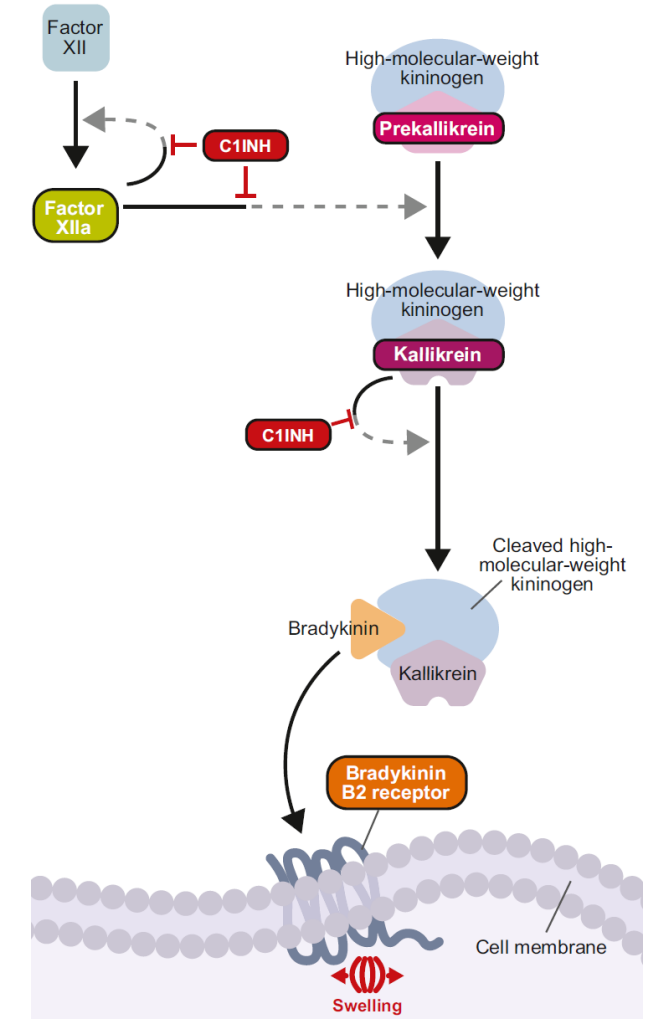 Factor
XII
High-molecular-weight
kininogen
Prekallikrein
C1INH
Factor
XIIa
High-molecular-weight
kininogen
Kallikrein
C1INH
Cleaved high-
molecular-weight
kininogen
Bradykinin
Kallikrein
Bradykinin
B2 receptor
Cell membrane
Swelling